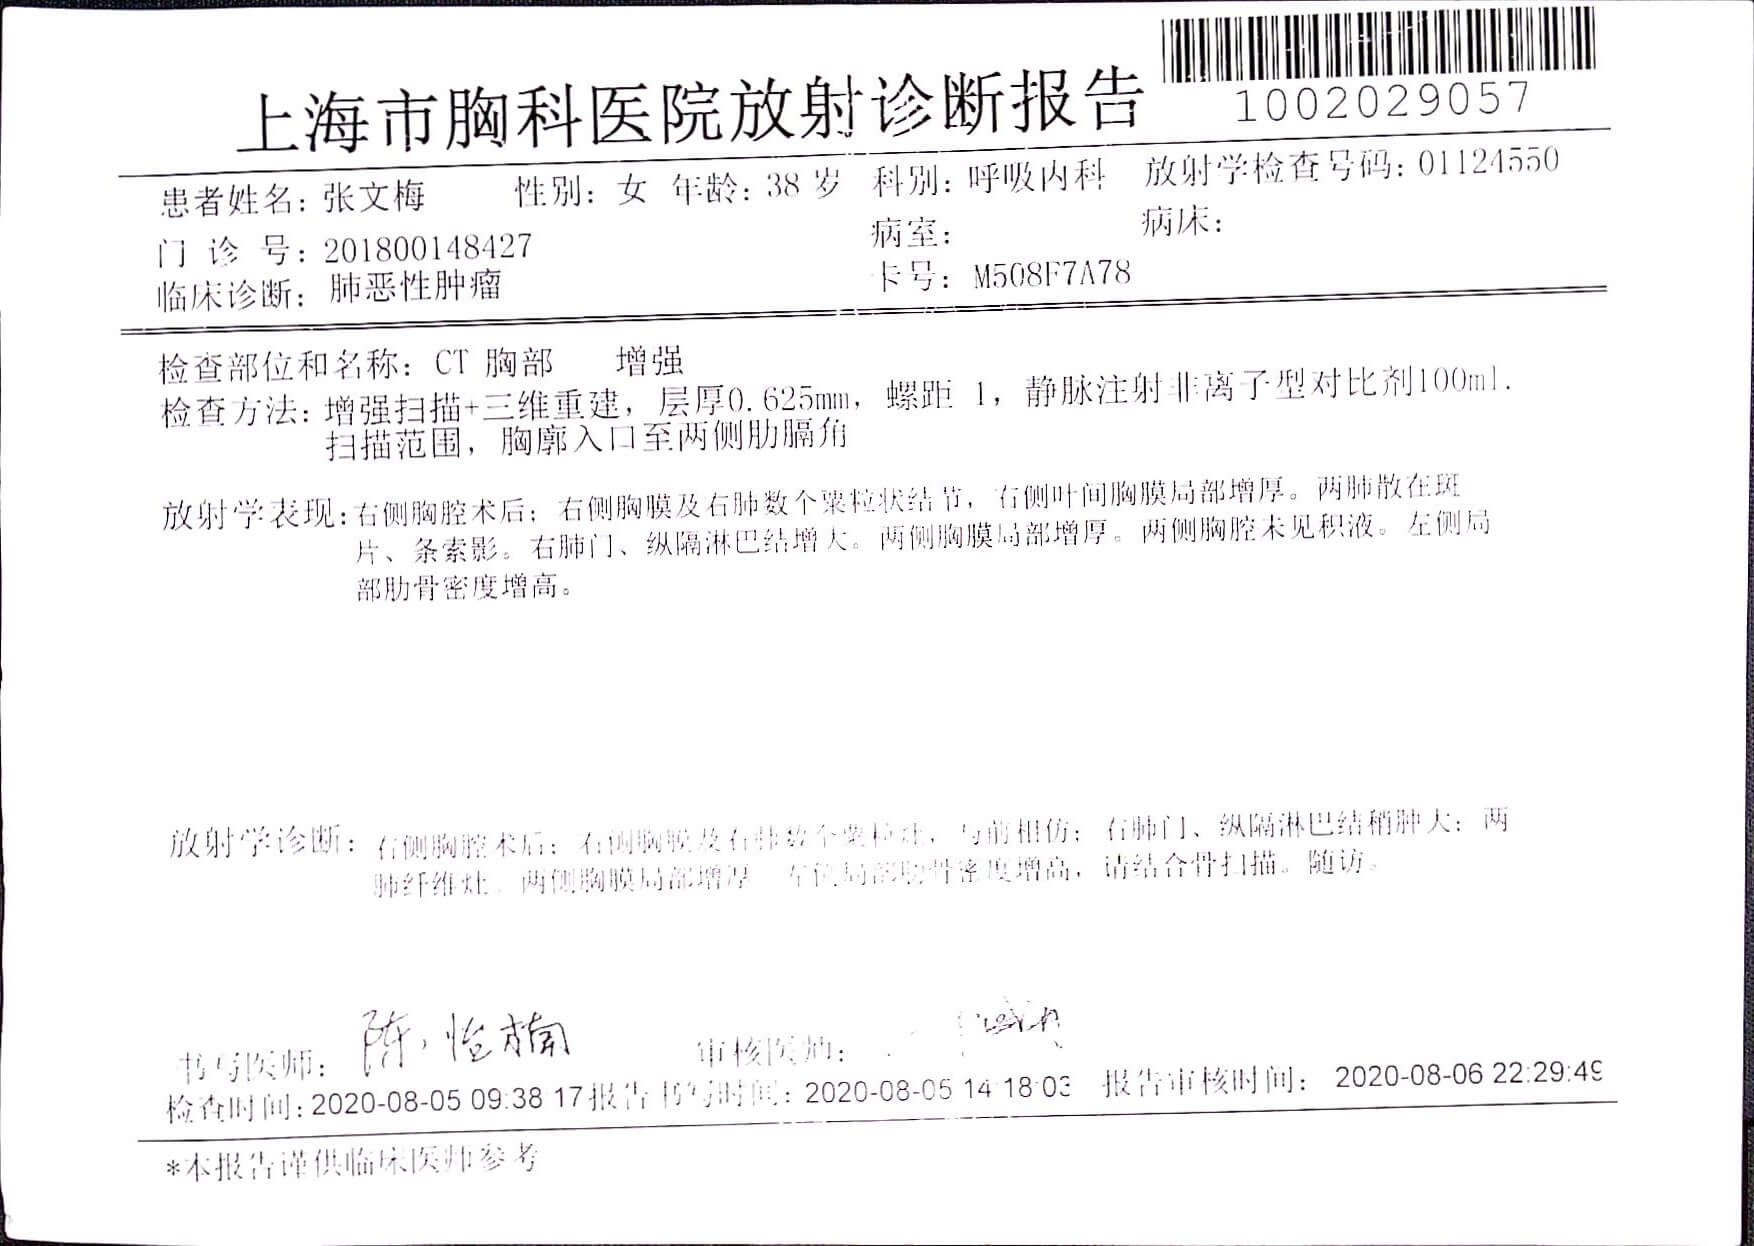 上海市胸科医院放射诊断报告
1002029057
患者姓名: 张文梅 性别: 女 年龄: 38 岁 科别: 呼吸内科 放射学检查号码: 01124550
门 诊 号: 201800148427 病室: 病床:
临床诊断: 肺恶性肿瘤 卡号: M508F7A78
检查部位和名称: CT 胸部 增强
检查方法: 增强扫描+三维重建, 层厚0.625mm, 螺距 1, 静脉注射非离子型对比剂100ml.
扫描范围, 胸廓入口至两侧肋膈角
放射学表现: 右侧胸腔术后; 右侧胸膜及右肺数个粟粒状结节, 右侧叶间胸膜局部增厚。两肺散在斑
片、条索影。右肺门、纵隔淋巴结增大。两侧胸膜局部增厚。两侧胸腔未见积液。左侧局
部肋骨密度增高。
放射学诊断: 右侧胸腔术后; 右侧胸膜及右肺数个粟粒灶, 与前相仿; 右肺门、纵隔淋巴结稍肿大; 两
肺纤维灶。两侧胸膜局部增厚 左侧局部肋骨密度增高, 请结合骨扫描。随访。
书写医师: 陈怡楠 审核医师:
检查时间: 2020-08-05 09:38 17 报告书写时间: 2020-08-05 14 18:03 报告审核时间: 2020-08-06 22:29:49
*本报告谨供临床医师参考